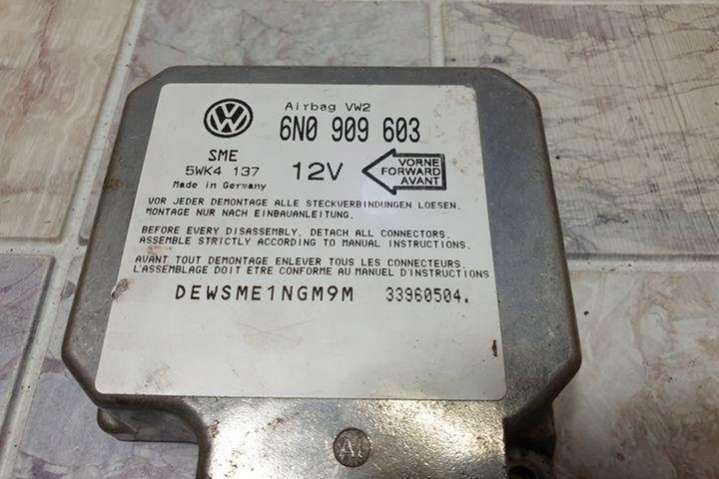 Airbag VW2
6N0 909 603
SME
5WK4 137
Made in Germany
12V
VORNE
FORWARD
AVANT
VOR JEDER DEMONTAGE ALLE STECKVERBINDUNGEN LOESEN.
MONTAGE NUR NACH EINBAUANLEITUNG.
BEFORE EVERY DISASSEMBLY, DETACH ALL CONNECTORS.
ASSEMBLE STRICTLY ACCORDING TO MANUAL INSTRUCTIONS.
AVANT TOUT DEMONTAGE ENLEVER TOUS LES CONNECTEURS
L'ASSEMBLAGE DOIT ETRE CONFORME AU MANUEL D'INSTRUCTIONS
DEWSME1NGM9M 33960504.